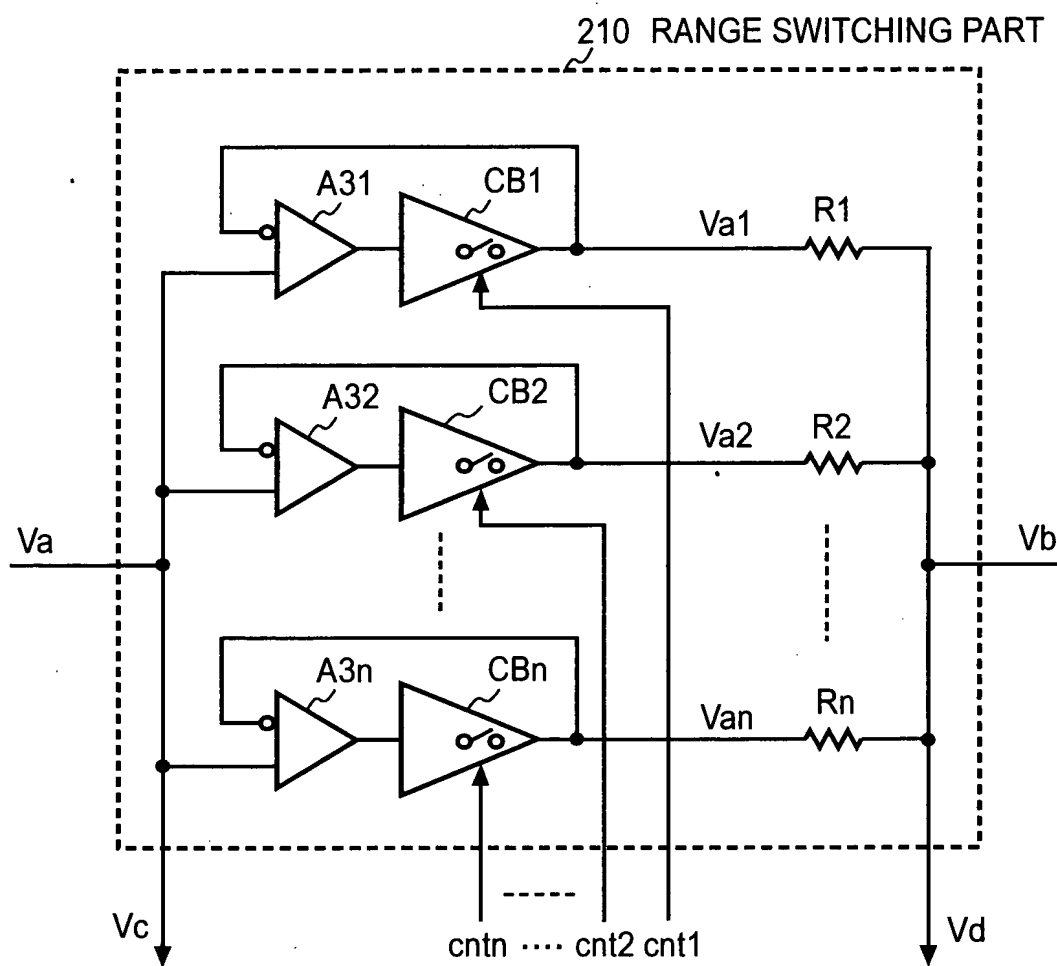 210 RANGE SWITCHING PART
A31
CB1
Va1
R1
A32
CB2
Va2
R2
Va
Vb
A3n
CBn
Van
Rn
Vc
cntn ···· cnt2 cnt1
Vd